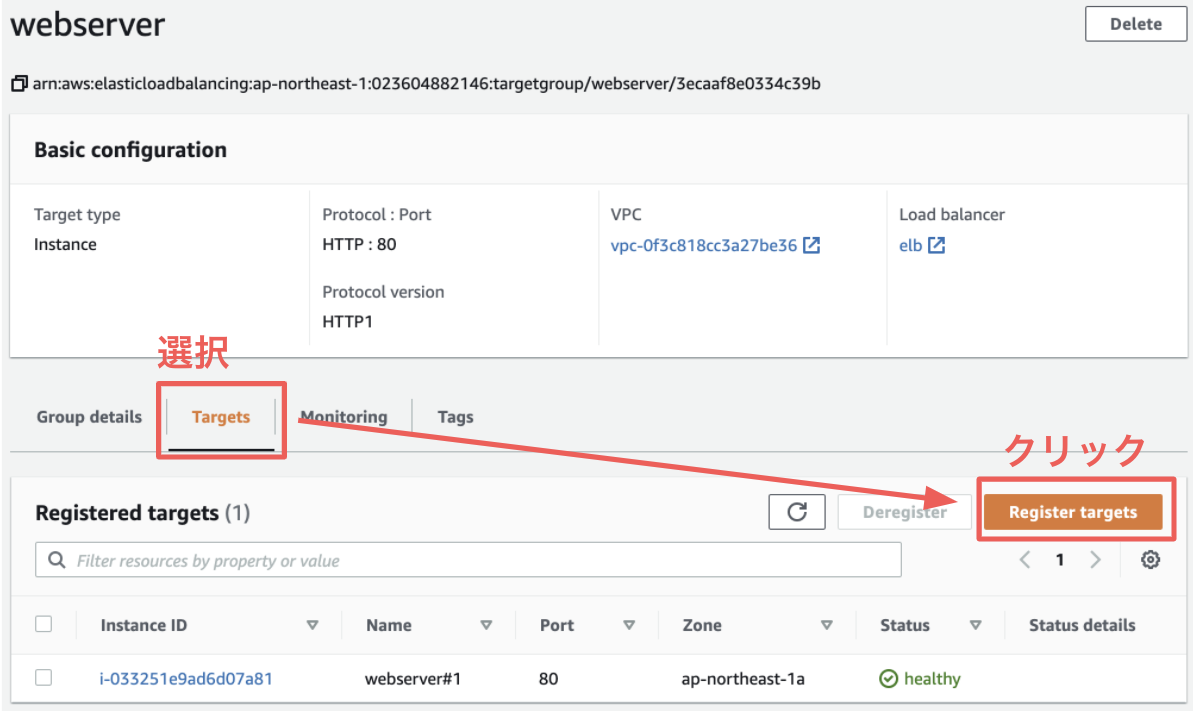 webserver
Delete
arn:aws:elasticloadbalancing:ap-northeast-1:023604882146:targetgroup/webserver/3ecaaf8e0334c39b
Basic configuration
Target type
Instance
Protocol : Port
HTTP : 80
Protocol version
HTTP1
VPC
vpc-0f3c818cc3a27be36
Load balancer
elb
選択
Group details
Targets
Monitoring
Tags
クリック
Registered targets (1)
Deregister
Register targets
Filter resources by property or value
1
Instance ID Name Port Zone Status Status details
i-033251e9ad6d07a81 webserver#1 80 ap-northeast-1a healthy